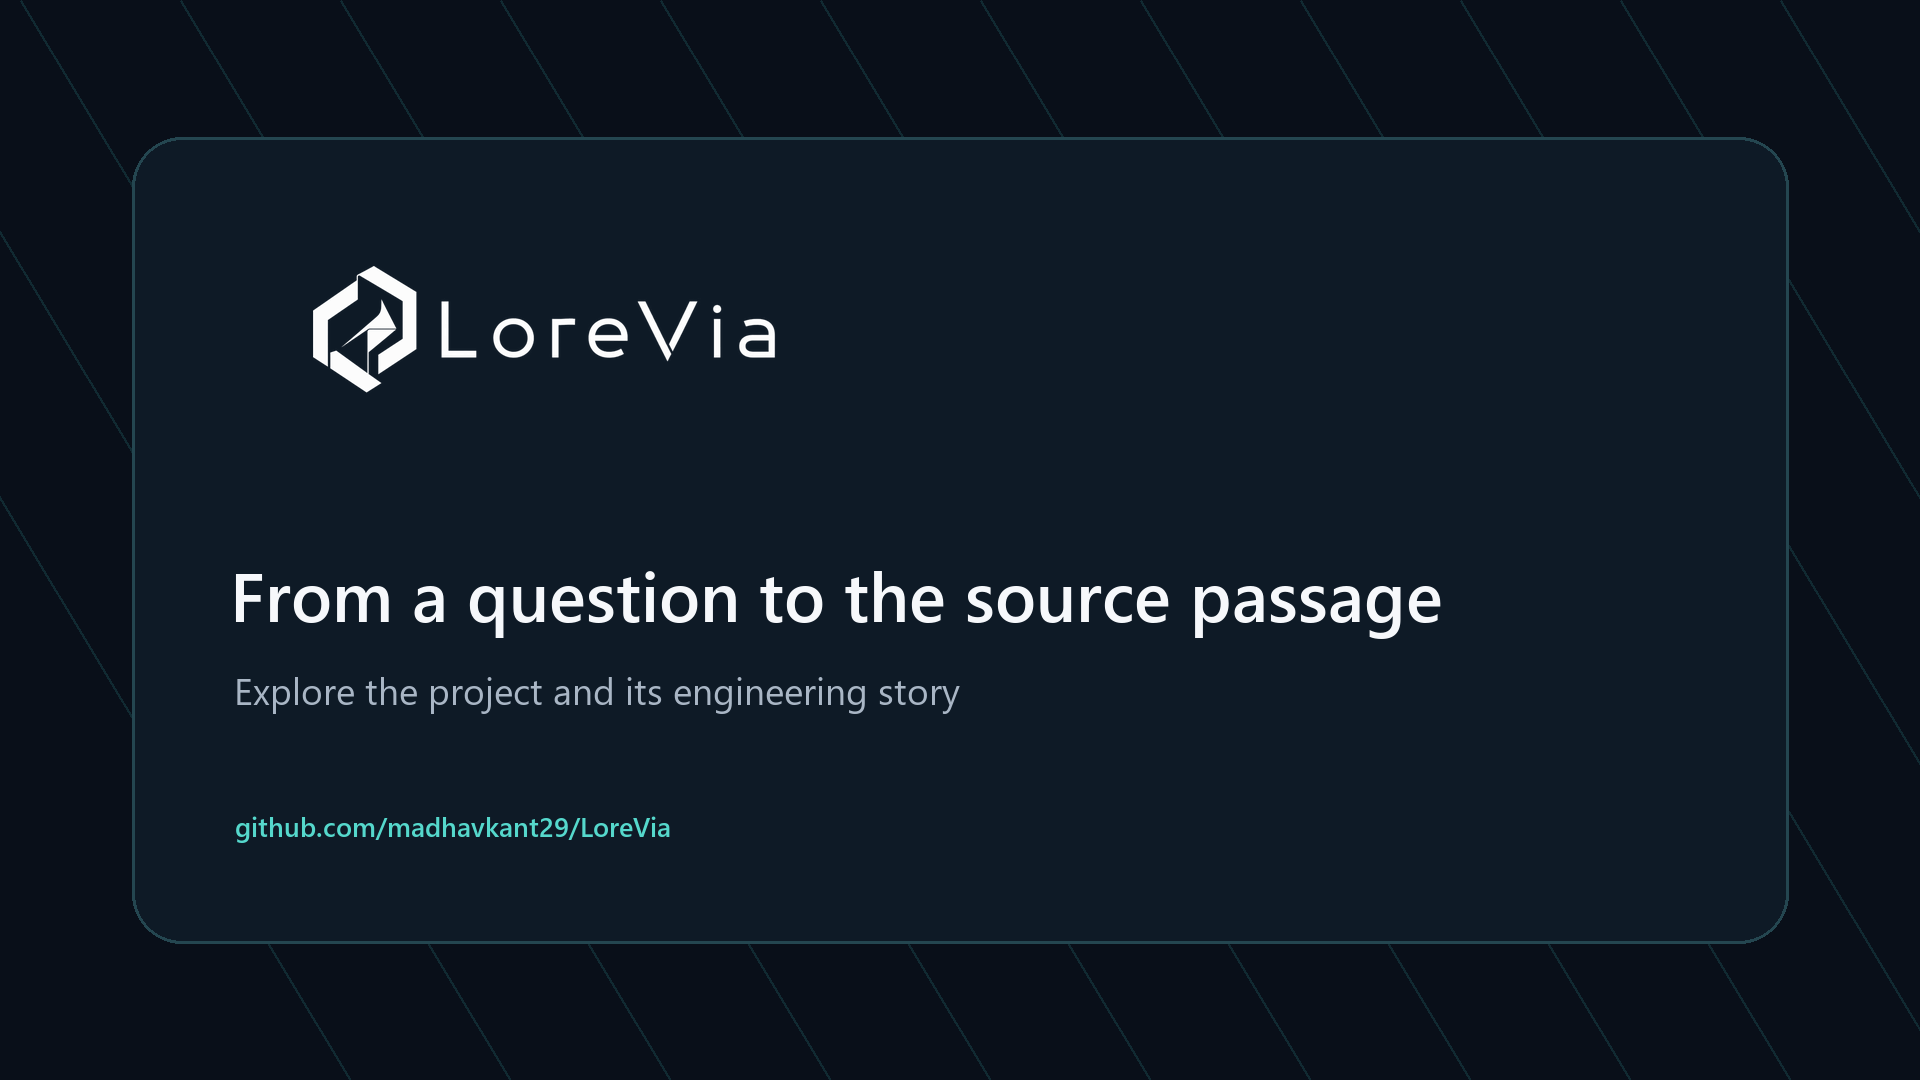 LoreVia
From a question to the source passage
Explore the project and its engineering story
github.com/madhavkant29/LoreVia